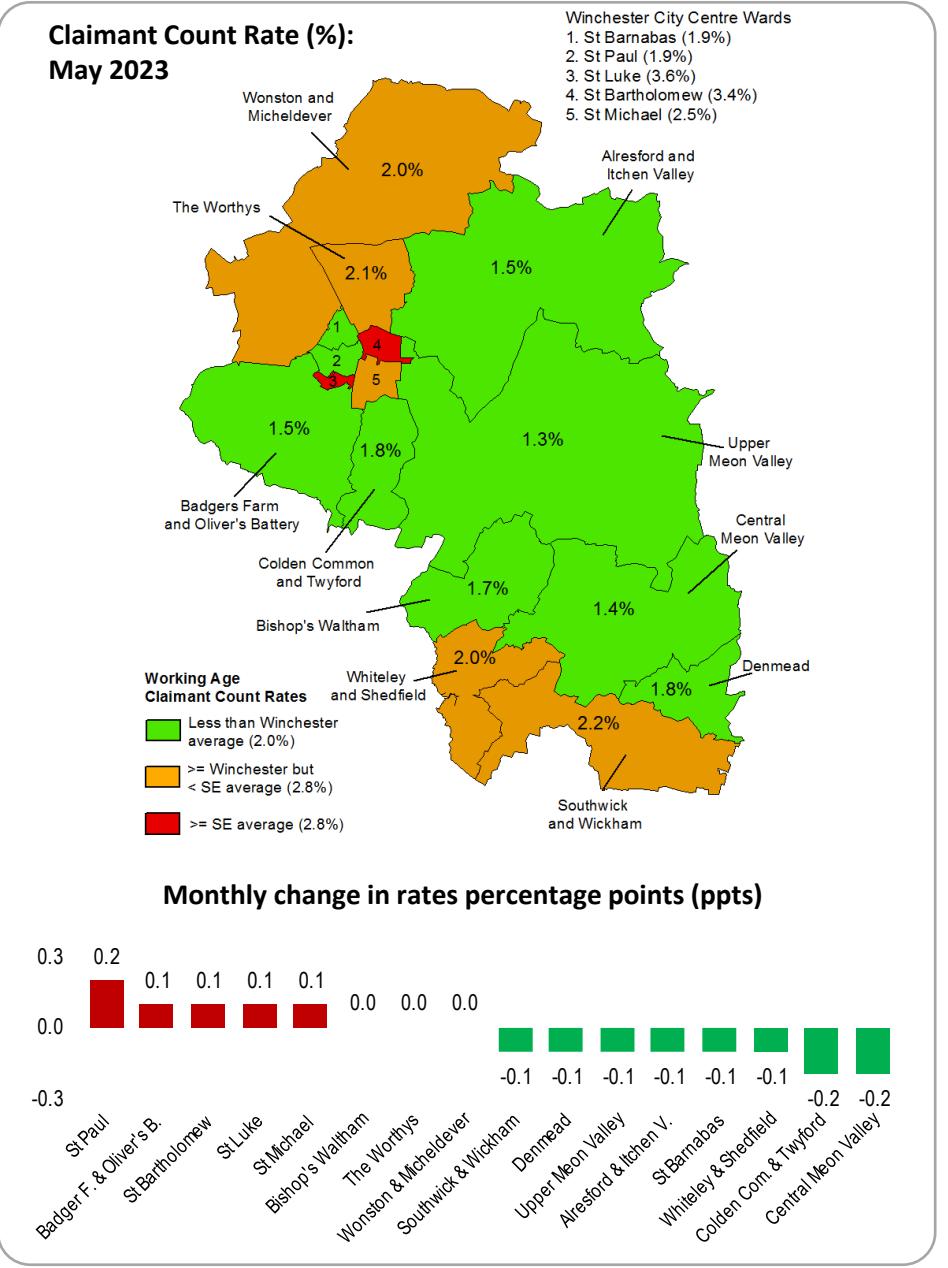 Claimant Count Rate (%):
May 2023
Winchester City Centre Wards
1. St Barnabas (1.9%)
2. St Paul (1.9%)
3. St Luke (3.6%)
4. St Bartholomew (3.4%)
5. St Michael (2.5%)
Wonston and
Micheldever
2.0%
Alresford and
Itchen Valley
The Worthys
2.1%
1.5%
1
4
2
3
5
1.5%
1.8%
1.3%
Upper
Meon Valley
Badgers Farm
and Oliver's Battery
Central
Meon Valley
Colden Common
and Twyford
1.7%
1.4%
Bishop's Waltham
2.0%
Whiteley
and Shedfield
Denmead
1.8%
2.2%
Southwick
and Wickham
Working Age
Claimant Count Rates
Less than Winchester
average (2.0%)
>= Winchester but
< SE average (2.8%)
>= SE average (2.8%)
Monthly change in rates percentage points (ppts)
0.3
0.0
-0.3
0.2
0.1
0.1
0.1
0.1
0.0
0.0
0.0
-0.1
-0.1
-0.1
-0.1
-0.1
-0.1
-0.2
-0.2
St Paul
Badger F. & Oliver's B.
St Bartholomew
St Luke
St Michael
Bishop's Waltham
The Worthys
Wonston & Micheldever
Southwick & Wickham
Denmead
Upper Meon Valley
Alresford & Itchen V.
St Barnabas
Whiteley & Shedfield
Colden Com. & Twyford
Central Meon Valley